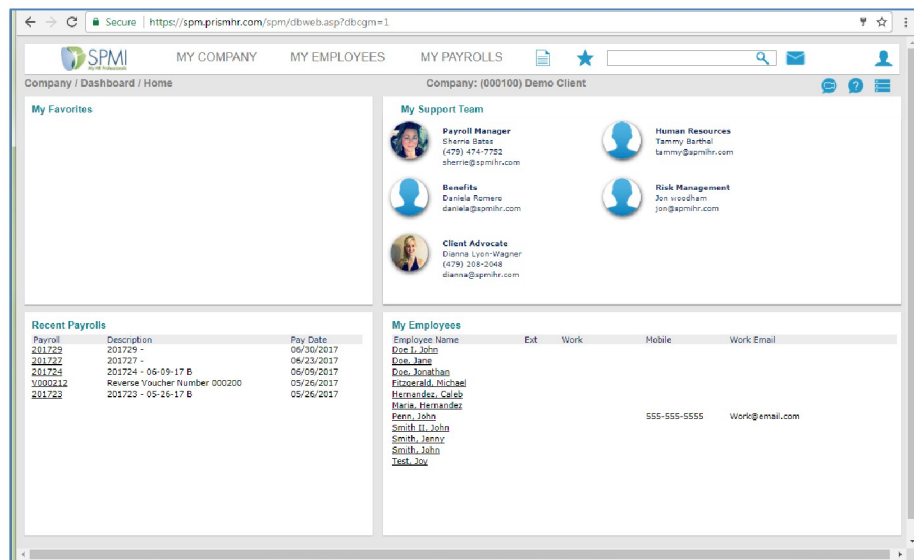 Secure | https://spm.prismhr.com/spm/dbweb.asp?dbcgm=1
SPMI MY COMPANY MY EMPLOYEES MY PAYROLLS
My HR Professionals
Company / Dashboard / Home Company: (000100) Demo Client
My Favorites
My Support Team
Payroll Manager
Sherrie Bates
(479) 474-7752
sherrie@spmihr.com
Human Resources
Tammy Barthel
tammy@spmihr.com
Benefits
Daniela Romero
daniela@spmihr.com
Risk Management
Jon woodham
jon@spmihr.com
Client Advocate
Dianna Lyon-Wagner
(479) 208-2048
dianna@spmihr.com
Recent Payrolls
Payroll Description Pay Date
201729 201729 - 06/30/2017
201727 201727 - 06/23/2017
201724 201724 - 06-09-17 B 06/09/2017
V000212 Reverse Voucher Number 000200 05/26/2017
201723 201723 - 05-26-17 B 05/26/2017
My Employees
Employee Name Ext Work Mobile Work Email
Doe I, John
Doe, Jane
Doe, Jonathan
Fitzgerald, Michael
Hernandez, Caleb
Maria, Hernandez
Penn, John 555-555-5555 Work@email.com
Smith II, John
Smith, Jenny
Smith, John
Test, Joy